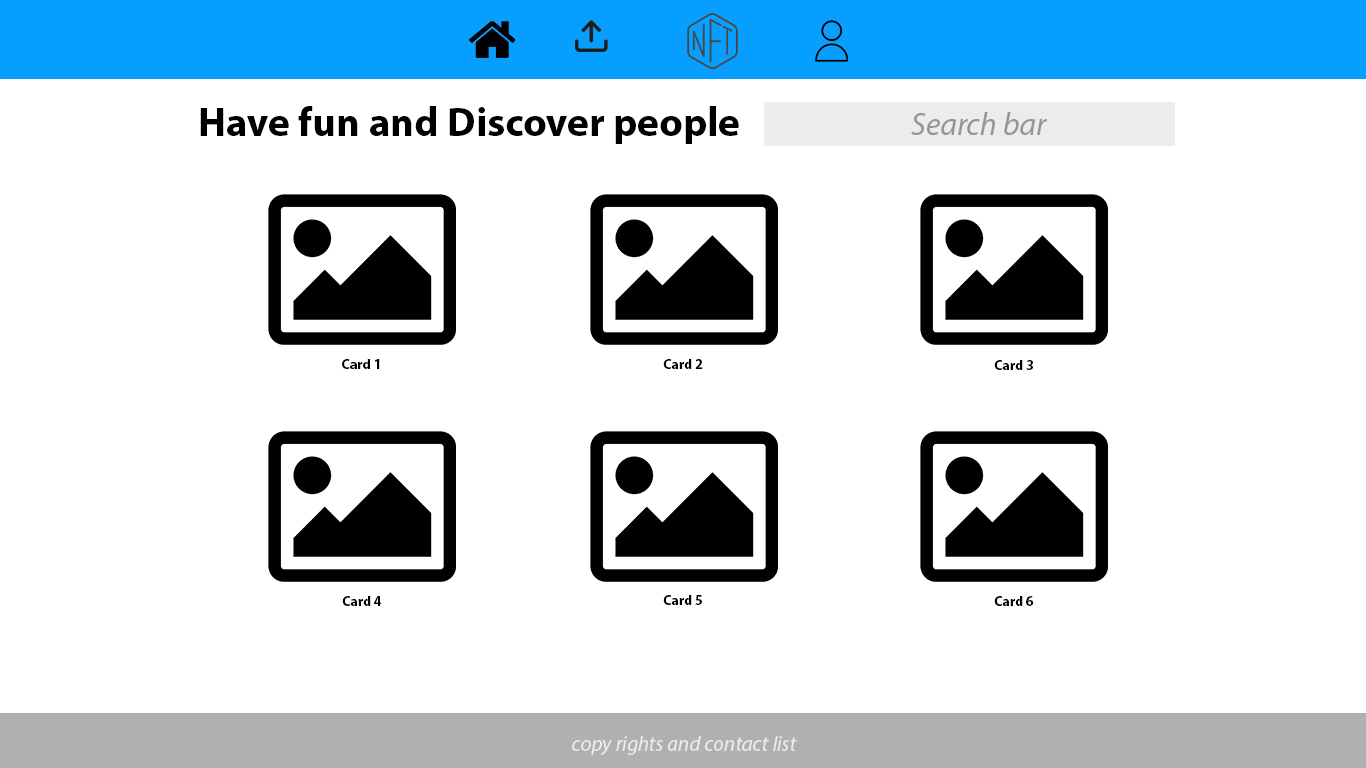 NFT
Have fun and Discover people
Search bar
Card 1
Card 2
Card 3
Card 4
Card 5
Card 6
copy rights and contact list